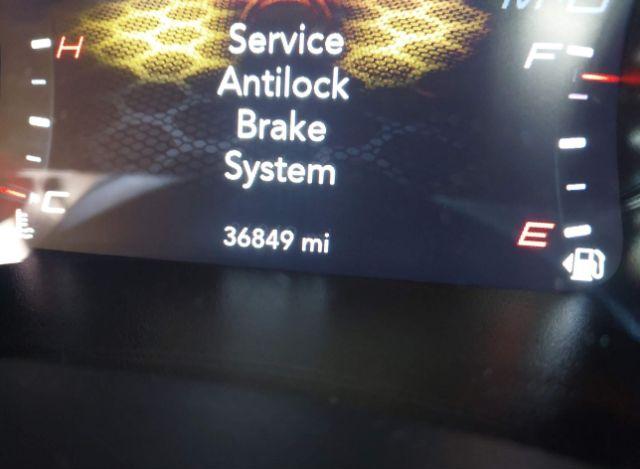 H
Service
F
Antilock
Brake
System
C
36849 mi
E